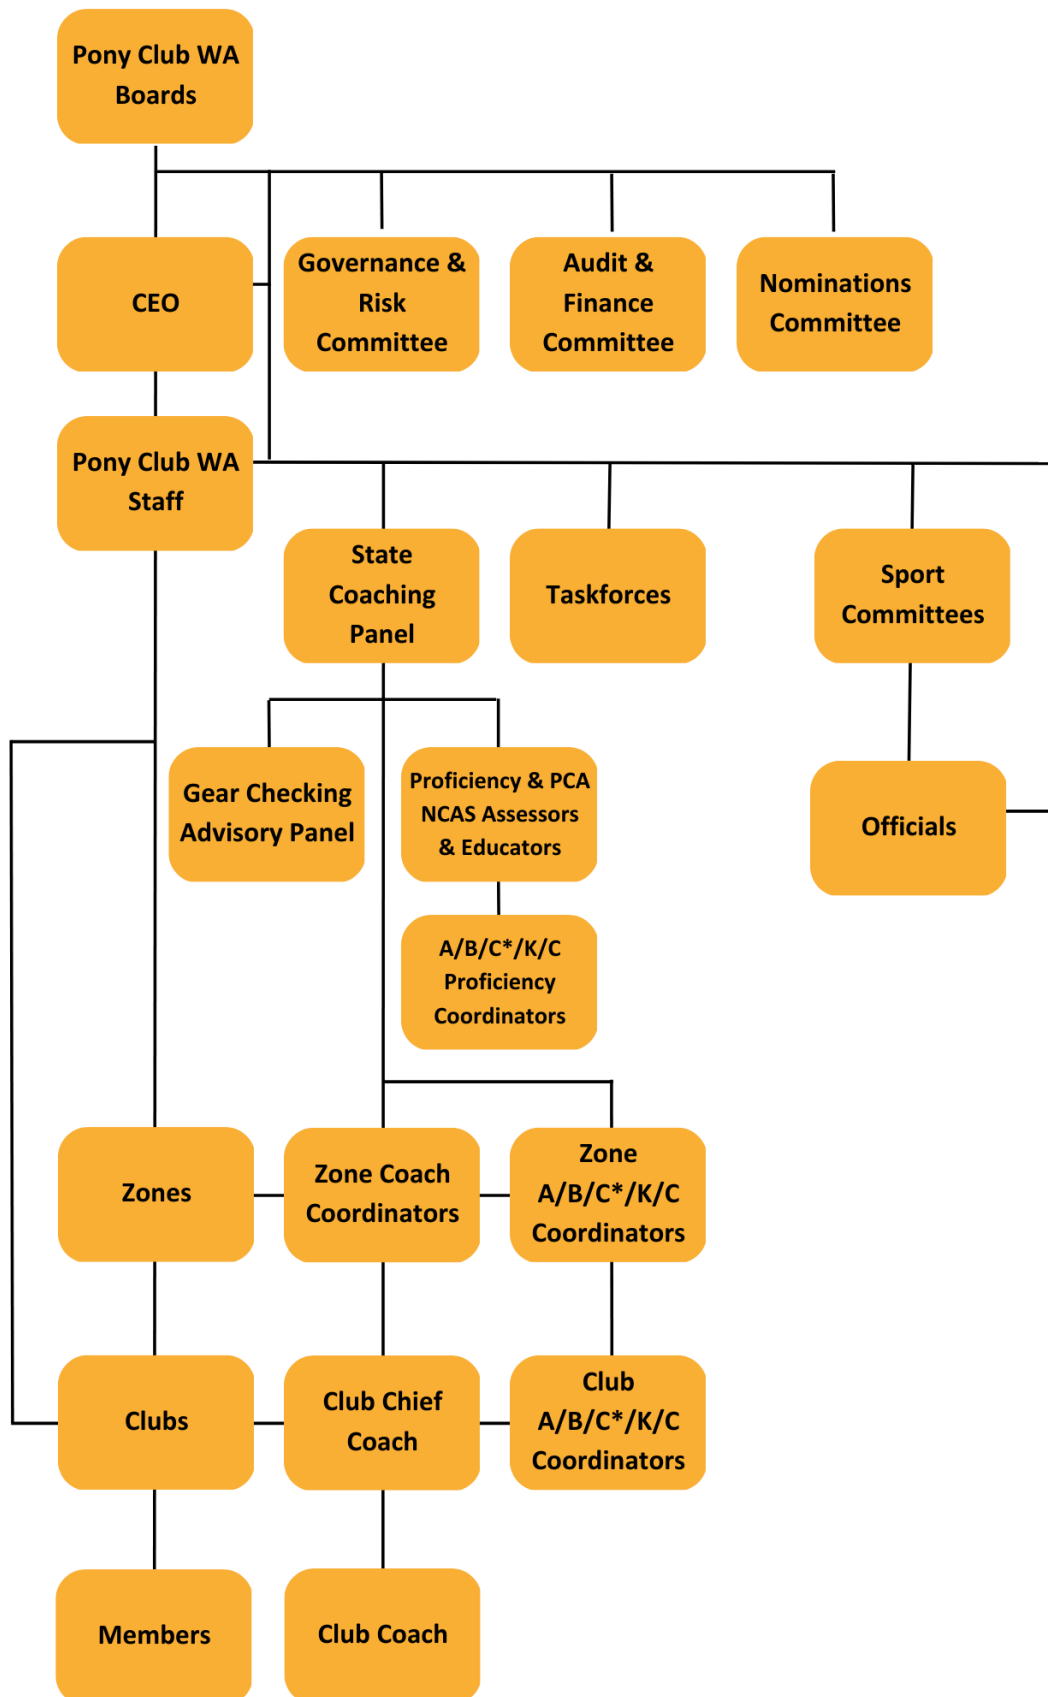 Pony Club WA
Boards
CEO
Governance &
Risk
Committee
Audit &
Finance
Committee
Nominations
Committee
Pony Club WA
Staff
State
Coaching
Panel
Taskforces
Sport
Committees
Gear Checking
Advisory Panel
Proficiency & PCA
NCAS Assessors
& Educators
Officials
A/B/C*/K/C
Proficiency
Coordinators
Zones
Zone Coach
Coordinators
Zone
A/B/C*/K/C
Coordinators
Clubs
Club Chief
Coach
Club
A/B/C*/K/C
Coordinators
Members
Club Coach